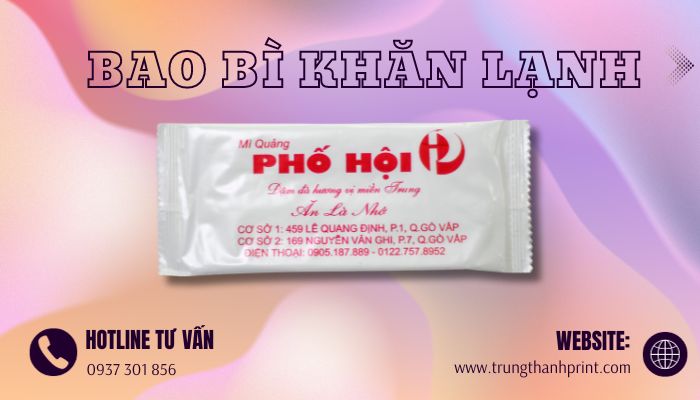 BAO BÌ KHĂN LẠNH
Mì Quảng
PHỐ HỘI
Đậm đà hương vị miền Trung
Ăn Là Nhớ
CƠ SỞ 1: 459 LÊ QUANG ĐỊNH, P.1, Q.GÒ VẤP
CƠ SỞ 2: 169 NGUYỄN VĂN GHI, P.7, Q.GÒ VẤP
ĐIỆN THOẠI: 0905.187.889 - 0122.757.8952
HOTLINE TƯ VẤN
0937 301 856
WEBSITE:
www.trungthanhprint.com